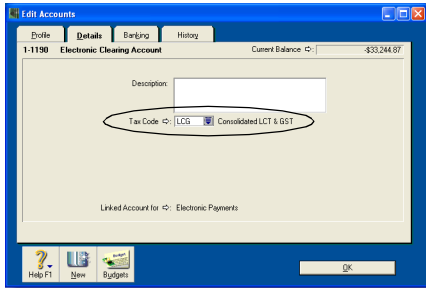 Edit Accounts
Profile Details Banking History
1-1190 Electronic Clearing Account Current Balance ⇨: -$33,244.87
Description:
Tax Code ⇨: LCG Consolidated LCT & GST
Linked Account for ⇨: Electronic Payments
Budget
Help F1 New Budgets OK